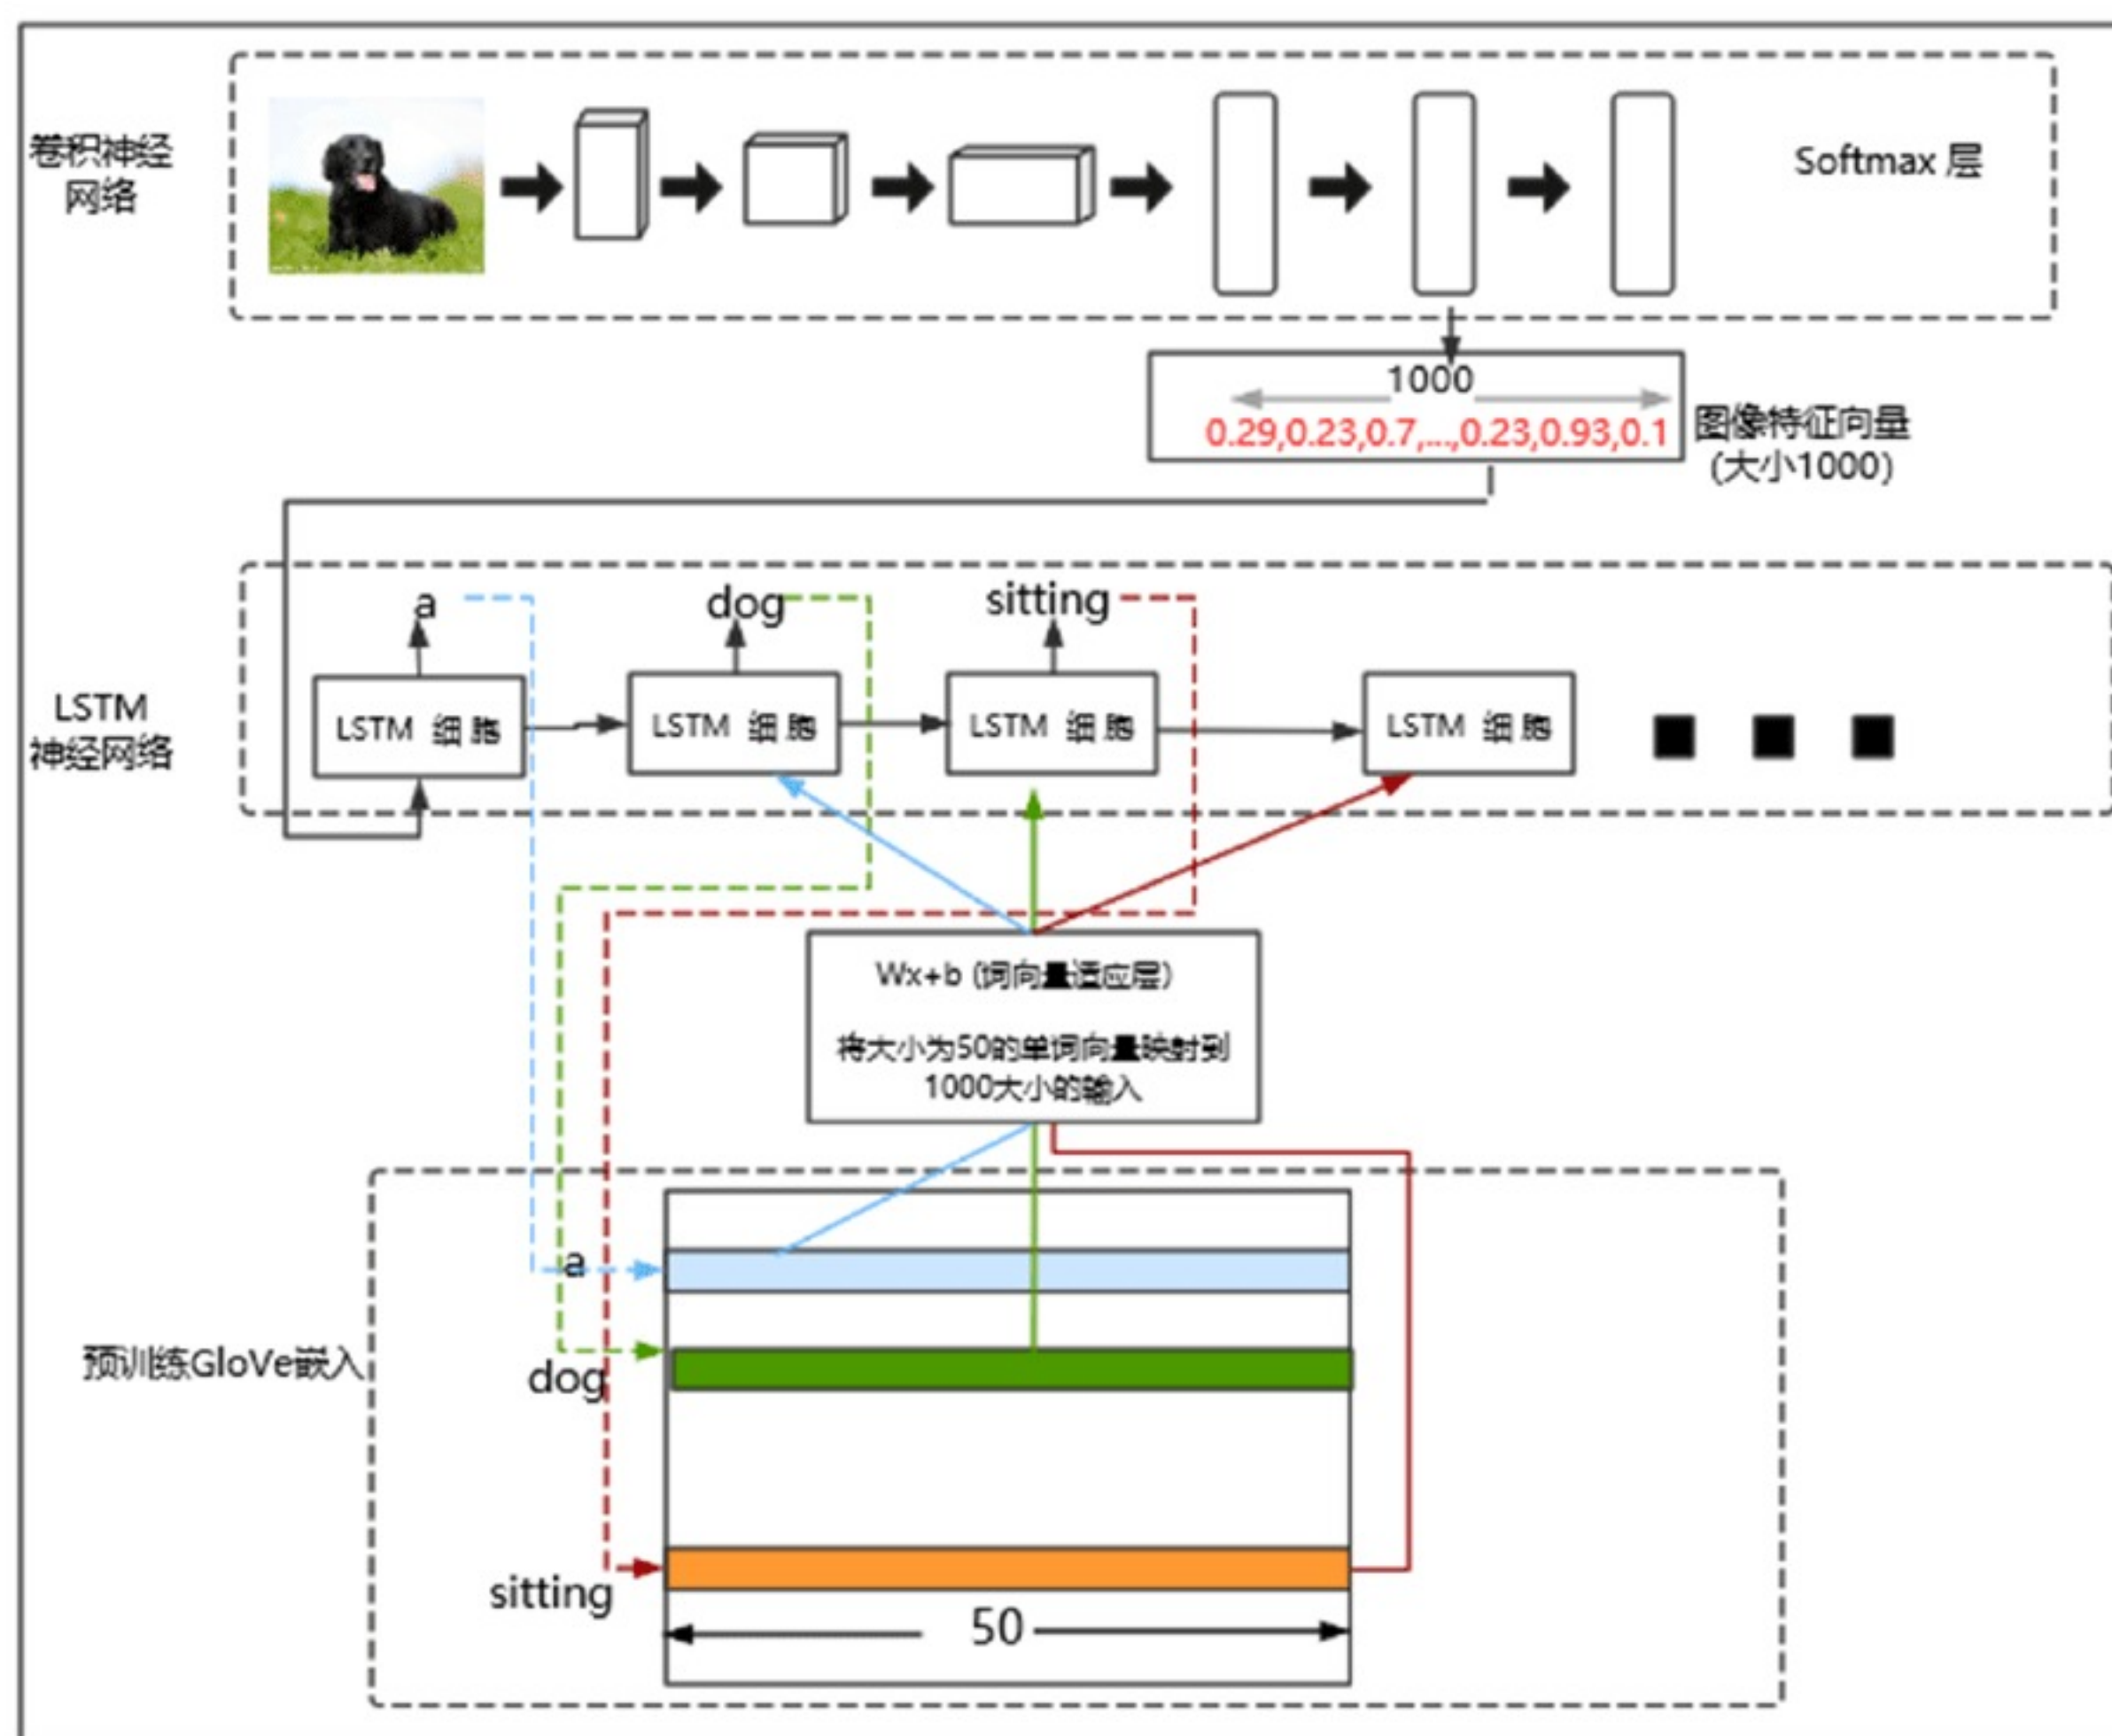 卷积神经
网络
Softmax 层
1000
0.29,0.23,0.7,...,0.23,0.93,0.1
图像特征向量
(大小1000)
a
dog
sitting
LSTM
神经网络
LSTM 细胞
LSTM 细胞
LSTM 细胞
LSTM 细胞
Wx+b (词向量适应层)
将大小为50的单词向量映射到
1000大小的输入
a
预训练GloVe嵌入
dog
sitting
50